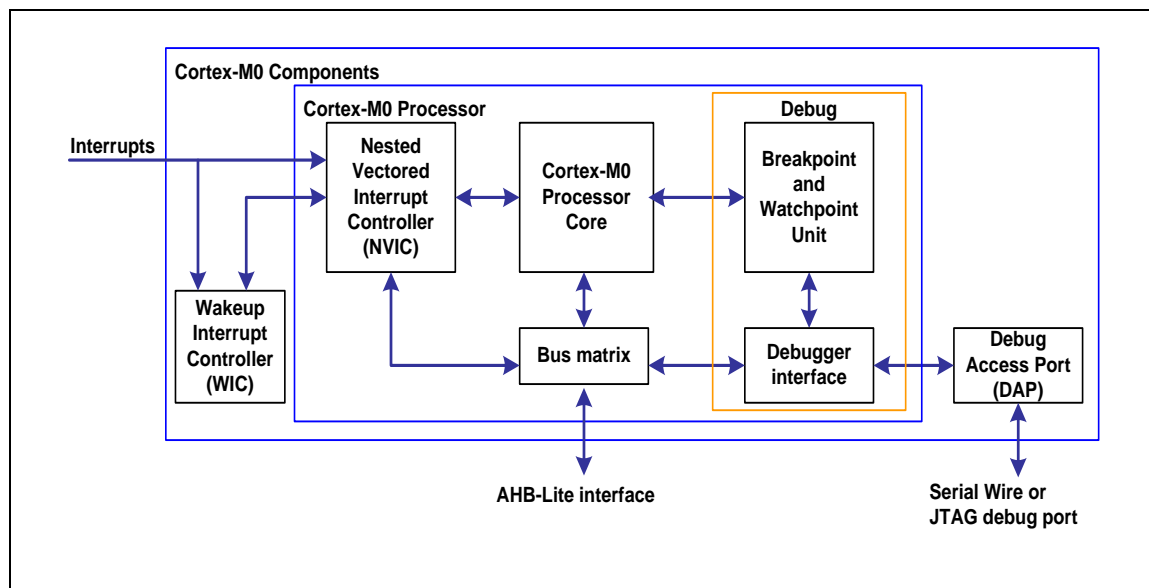 Cortex-M0 Components
Cortex-M0 Processor
Debug
Interrupts
Nested
Vectored
Interrupt
Controller
(NVIC)
Cortex-M0
Processor
Core
Breakpoint
and
Watchpoint
Unit
Wakeup
Interrupt
Controller
(WIC)
Bus matrix
Debugger
interface
Debug
Access Port
(DAP)
AHB-Lite interface
Serial Wire or
JTAG debug port